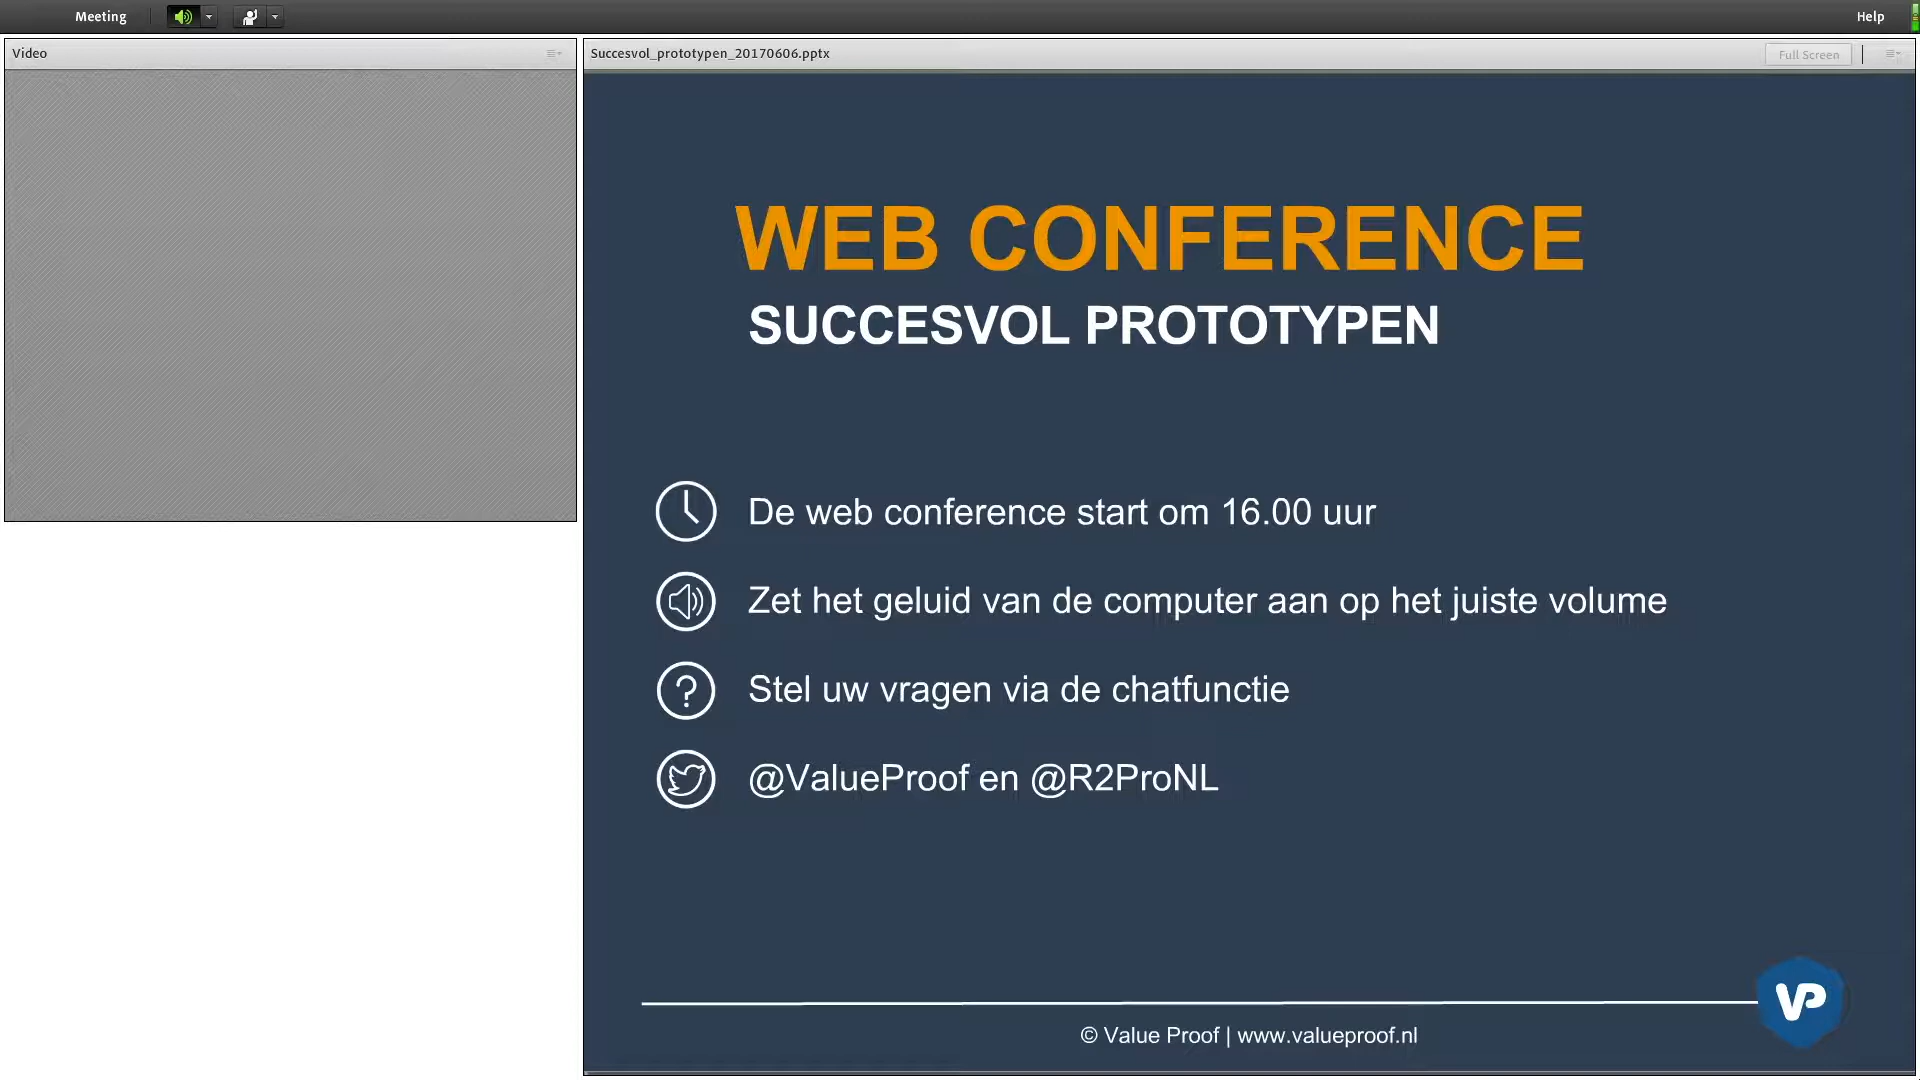 Meeting
Help
Video
Succesvol_prototypen_20170606.pptx
Full Screen
WEB CONFERENCE
SUCCESVOL PROTOTYPEN
De web conference start om 16.00 uur
Zet het geluid van de computer aan op het juiste volume
Stel uw vragen via de chatfunctie
@ValueProof en @R2ProNL
VP
© Value Proof | www.valueproof.nl